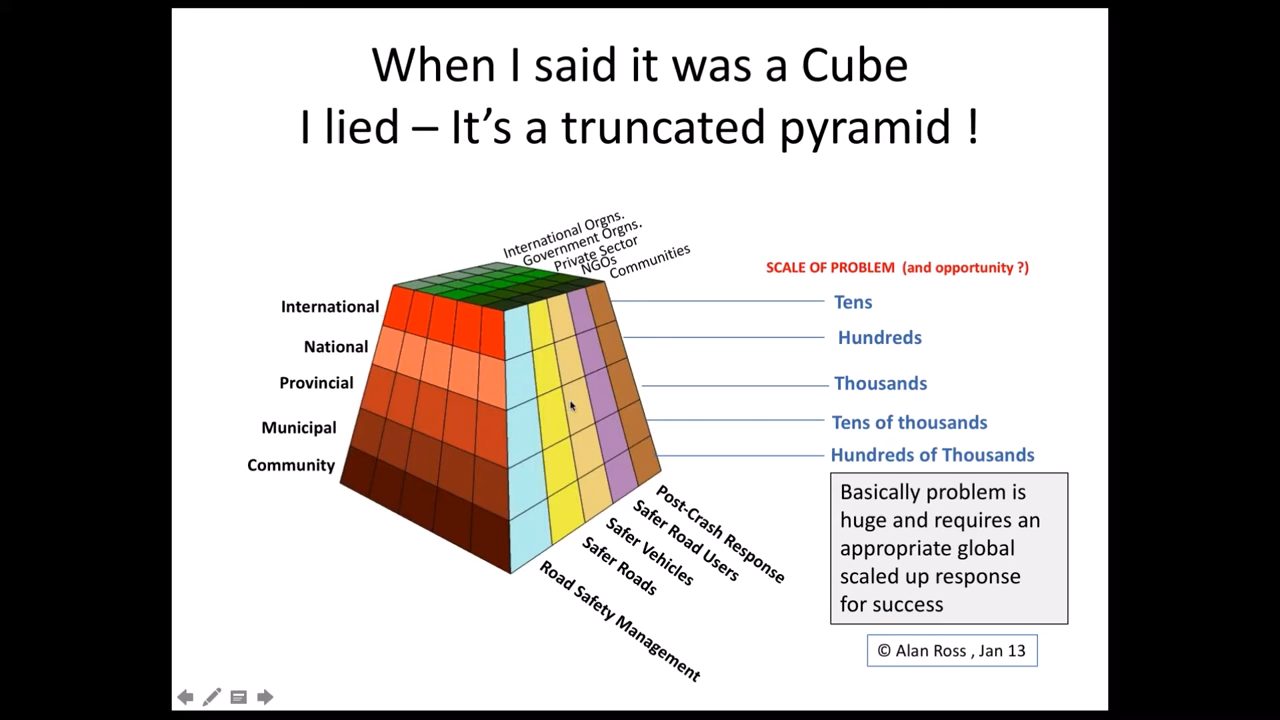 When I said it was a Cube
I lied – It's a truncated pyramid !
International Orgns.
Government Orgns.
Private Sector
NGOs
Communities
SCALE OF PROBLEM (and opportunity ?)
International
National
Provincial
Municipal
Community
Tens
Hundreds
Thousands
Tens of thousands
Hundreds of Thousands
Post-Crash Response
Safer Road Users
Safer Vehicles
Safer Roads
Road Safety Management
Basically problem is
huge and requires an
appropriate global
scaled up response
for success
© Alan Ross , Jan 13